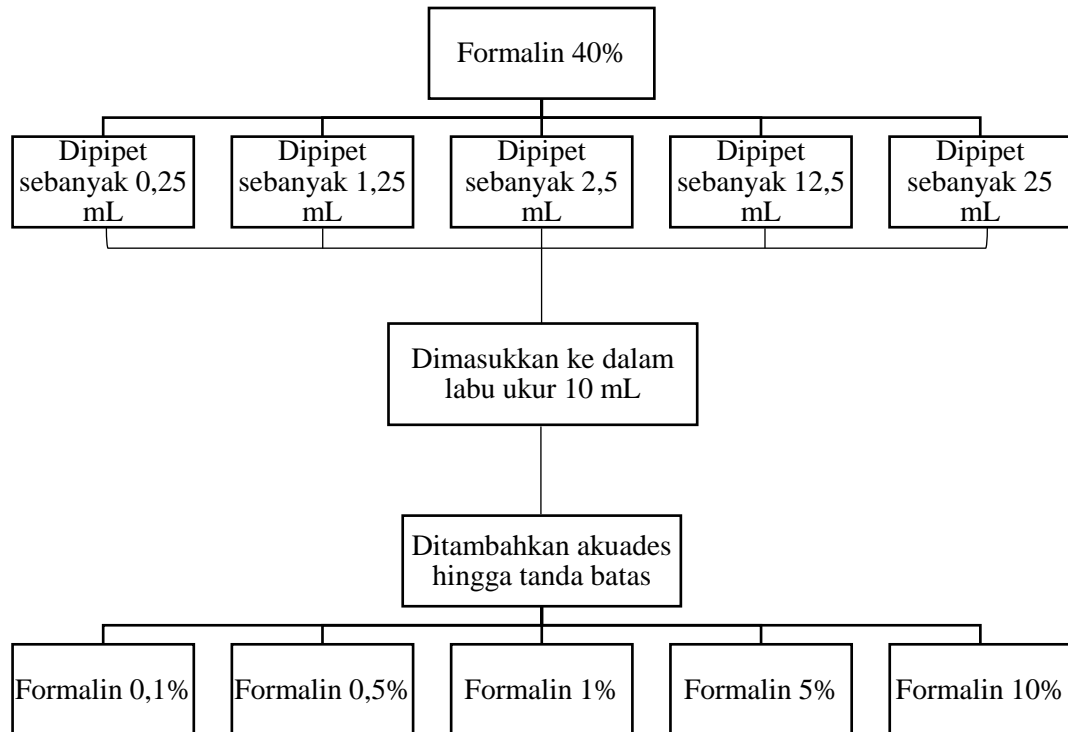 Formalin 40%
Dipipet
sebanyak 0,25
mL
Dipipet
sebanyak 1,25
mL
Dipipet
sebanyak 2,5
mL
Dipipet
sebanyak 12,5
mL
Dipipet
sebanyak 25
mL
Dimasukkan ke dalam
labu ukur 10 mL
Ditambahkan akuades
hingga tanda batas
Formalin 0,1%
Formalin 0,5%
Formalin 1%
Formalin 5%
Formalin 10%